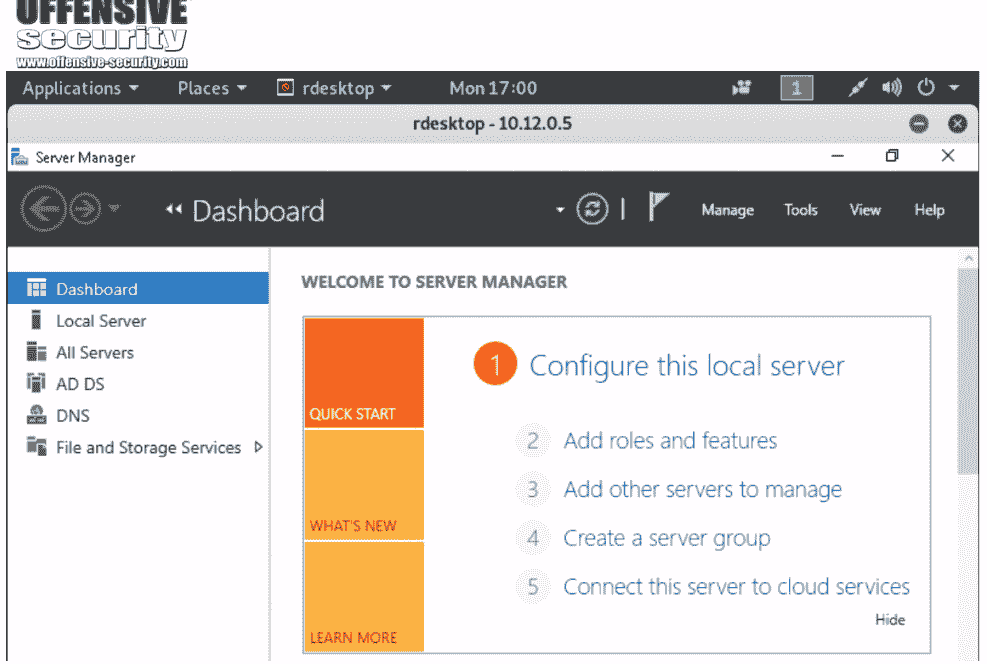 OFFENSIVE
security
www.offensive-security.com
Applications Places rdesktop Mon 17:00 1
rdesktop - 10.12.0.5
Server Manager
Dashboard Manage Tools View Help
Dashboard
Local Server
All Servers
AD DS
DNS
File and Storage Services
WELCOME TO SERVER MANAGER
QUICK START
WHAT'S NEW
LEARN MORE
1 Configure this local server
2 Add roles and features
3 Add other servers to manage
4 Create a server group
5 Connect this server to cloud services
Hide